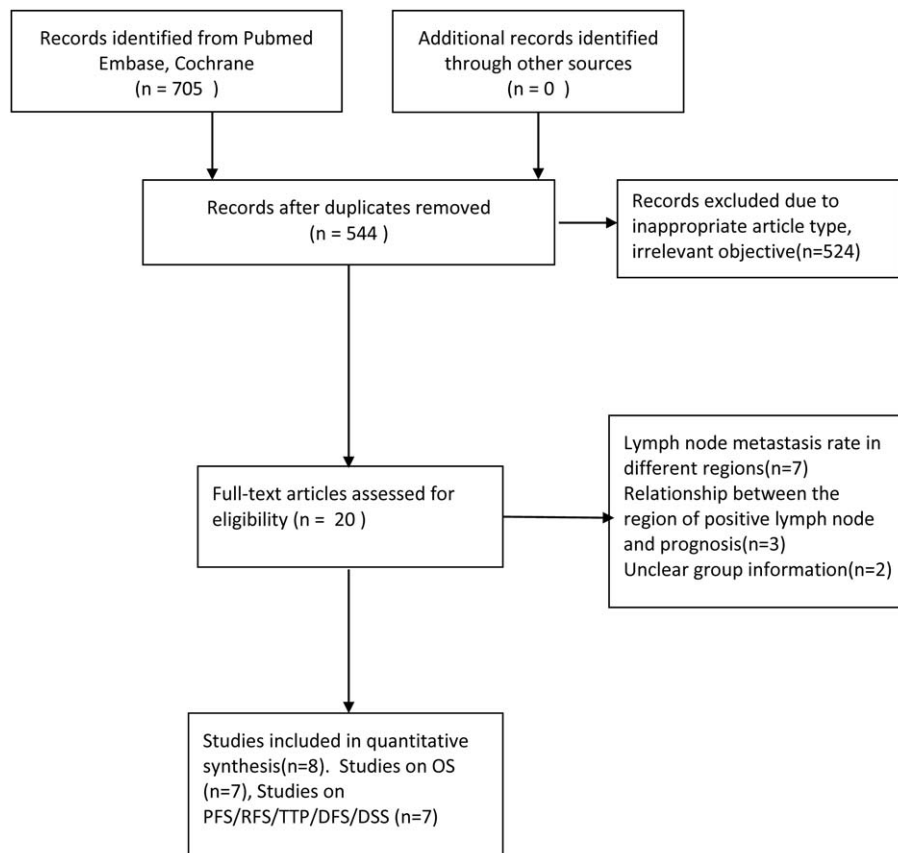 Records identified from Pubmed
Embase, Cochrane
(n = 705 )
Additional records identified
through other sources
(n = 0 )
Records after duplicates removed
(n = 544 )
Records excluded due to
inappropriate article type,
irrelevant objective(n=524)
Full-text articles assessed for
eligibility (n = 20 )
Lymph node metastasis rate in
different regions(n=7)
Relationship between the
region of positive lymph node
and prognosis(n=3)
Unclear group information(n=2)
Studies included in quantitative
synthesis(n=8). Studies on OS
(n=7), Studies on
PFS/RFS/TTP/DFS/DSS (n=7)